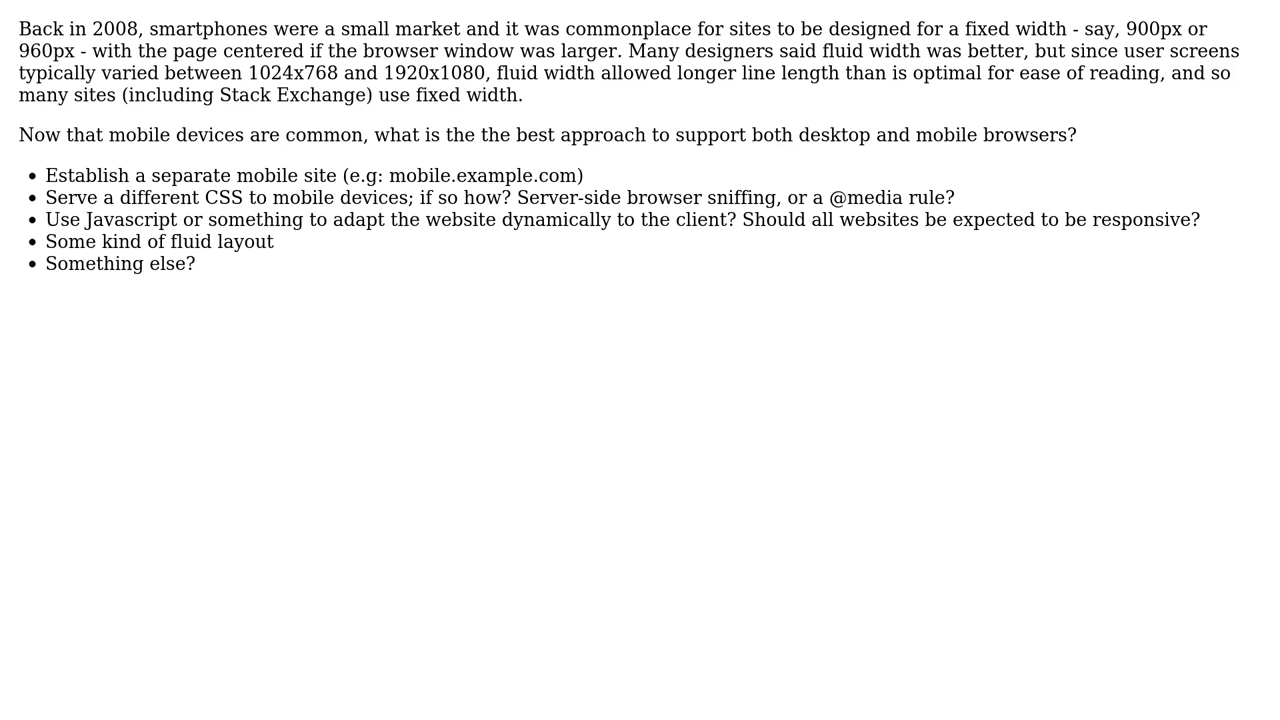 Back in 2008, smartphones were a small market and it was commonplace for sites to be designed for a fixed width - say, 900px or
960px - with the page centered if the browser window was larger. Many designers said fluid width was better, but since user screens
typically varied between 1024x768 and 1920x1080, fluid width allowed longer line length than is optimal for ease of reading, and so
many sites (including Stack Exchange) use fixed width.
Now that mobile devices are common, what is the the best approach to support both desktop and mobile browsers?
• Establish a separate mobile site (e.g: mobile.example.com)
• Serve a different CSS to mobile devices; if so how? Server-side browser sniffing, or a @media rule?
• Use Javascript or something to adapt the website dynamically to the client? Should all websites be expected to be responsive?
• Some kind of fluid layout
• Something else?